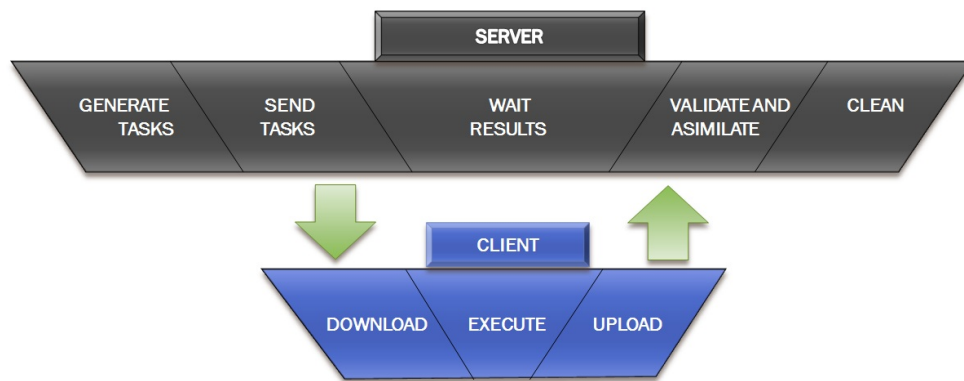 SERVER
GENERATE
TASKS
SEND
TASKS
WAIT
RESULTS
VALIDATE AND
ASIMILATE
CLEAN
CLIENT
DOWNLOAD
EXECUTE
UPLOAD